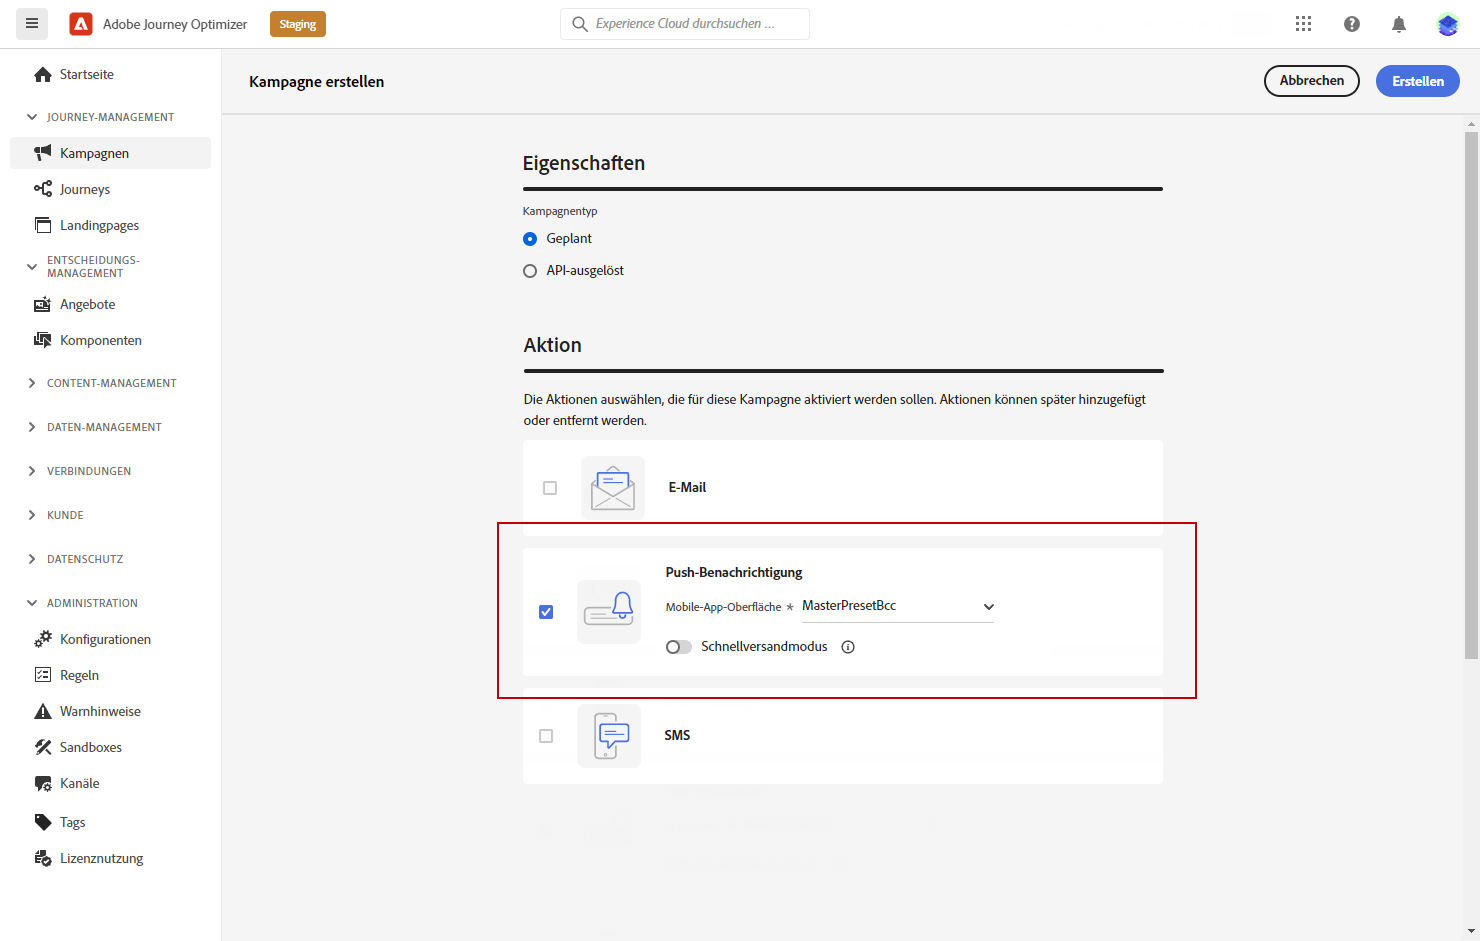 Adobe Journey Optimizer
Staging
Experience Cloud durchsuchen ...
Startseite
JOURNEY-MANAGEMENT
Kampagnen
Journeys
Landingpages
ENTSCHEIDUNGS-
MANAGEMENT
Angebote
Komponenten
CONTENT-MANAGEMENT
DATEN-MANAGEMENT
VERBINDUNGEN
KUNDE
DATENSCHUTZ
ADMINISTRATION
Konfigurationen
Regeln
Warnhinweise
Sandboxes
Kanäle
Tags
Lizenznutzung
Kampagne erstellen
Abbrechen
Erstellen
Eigenschaften
Kampagnentyp
Geplant
API-ausgelöst
Aktion
Die Aktionen auswählen, die für diese Kampagne aktiviert werden sollen. Aktionen können später hinzugefügt
oder entfernt werden.
E-Mail
Push-Benachrichtigung
Mobile-App-Oberfläche * MasterPresetBcc
Schnellversandmodus
SMS